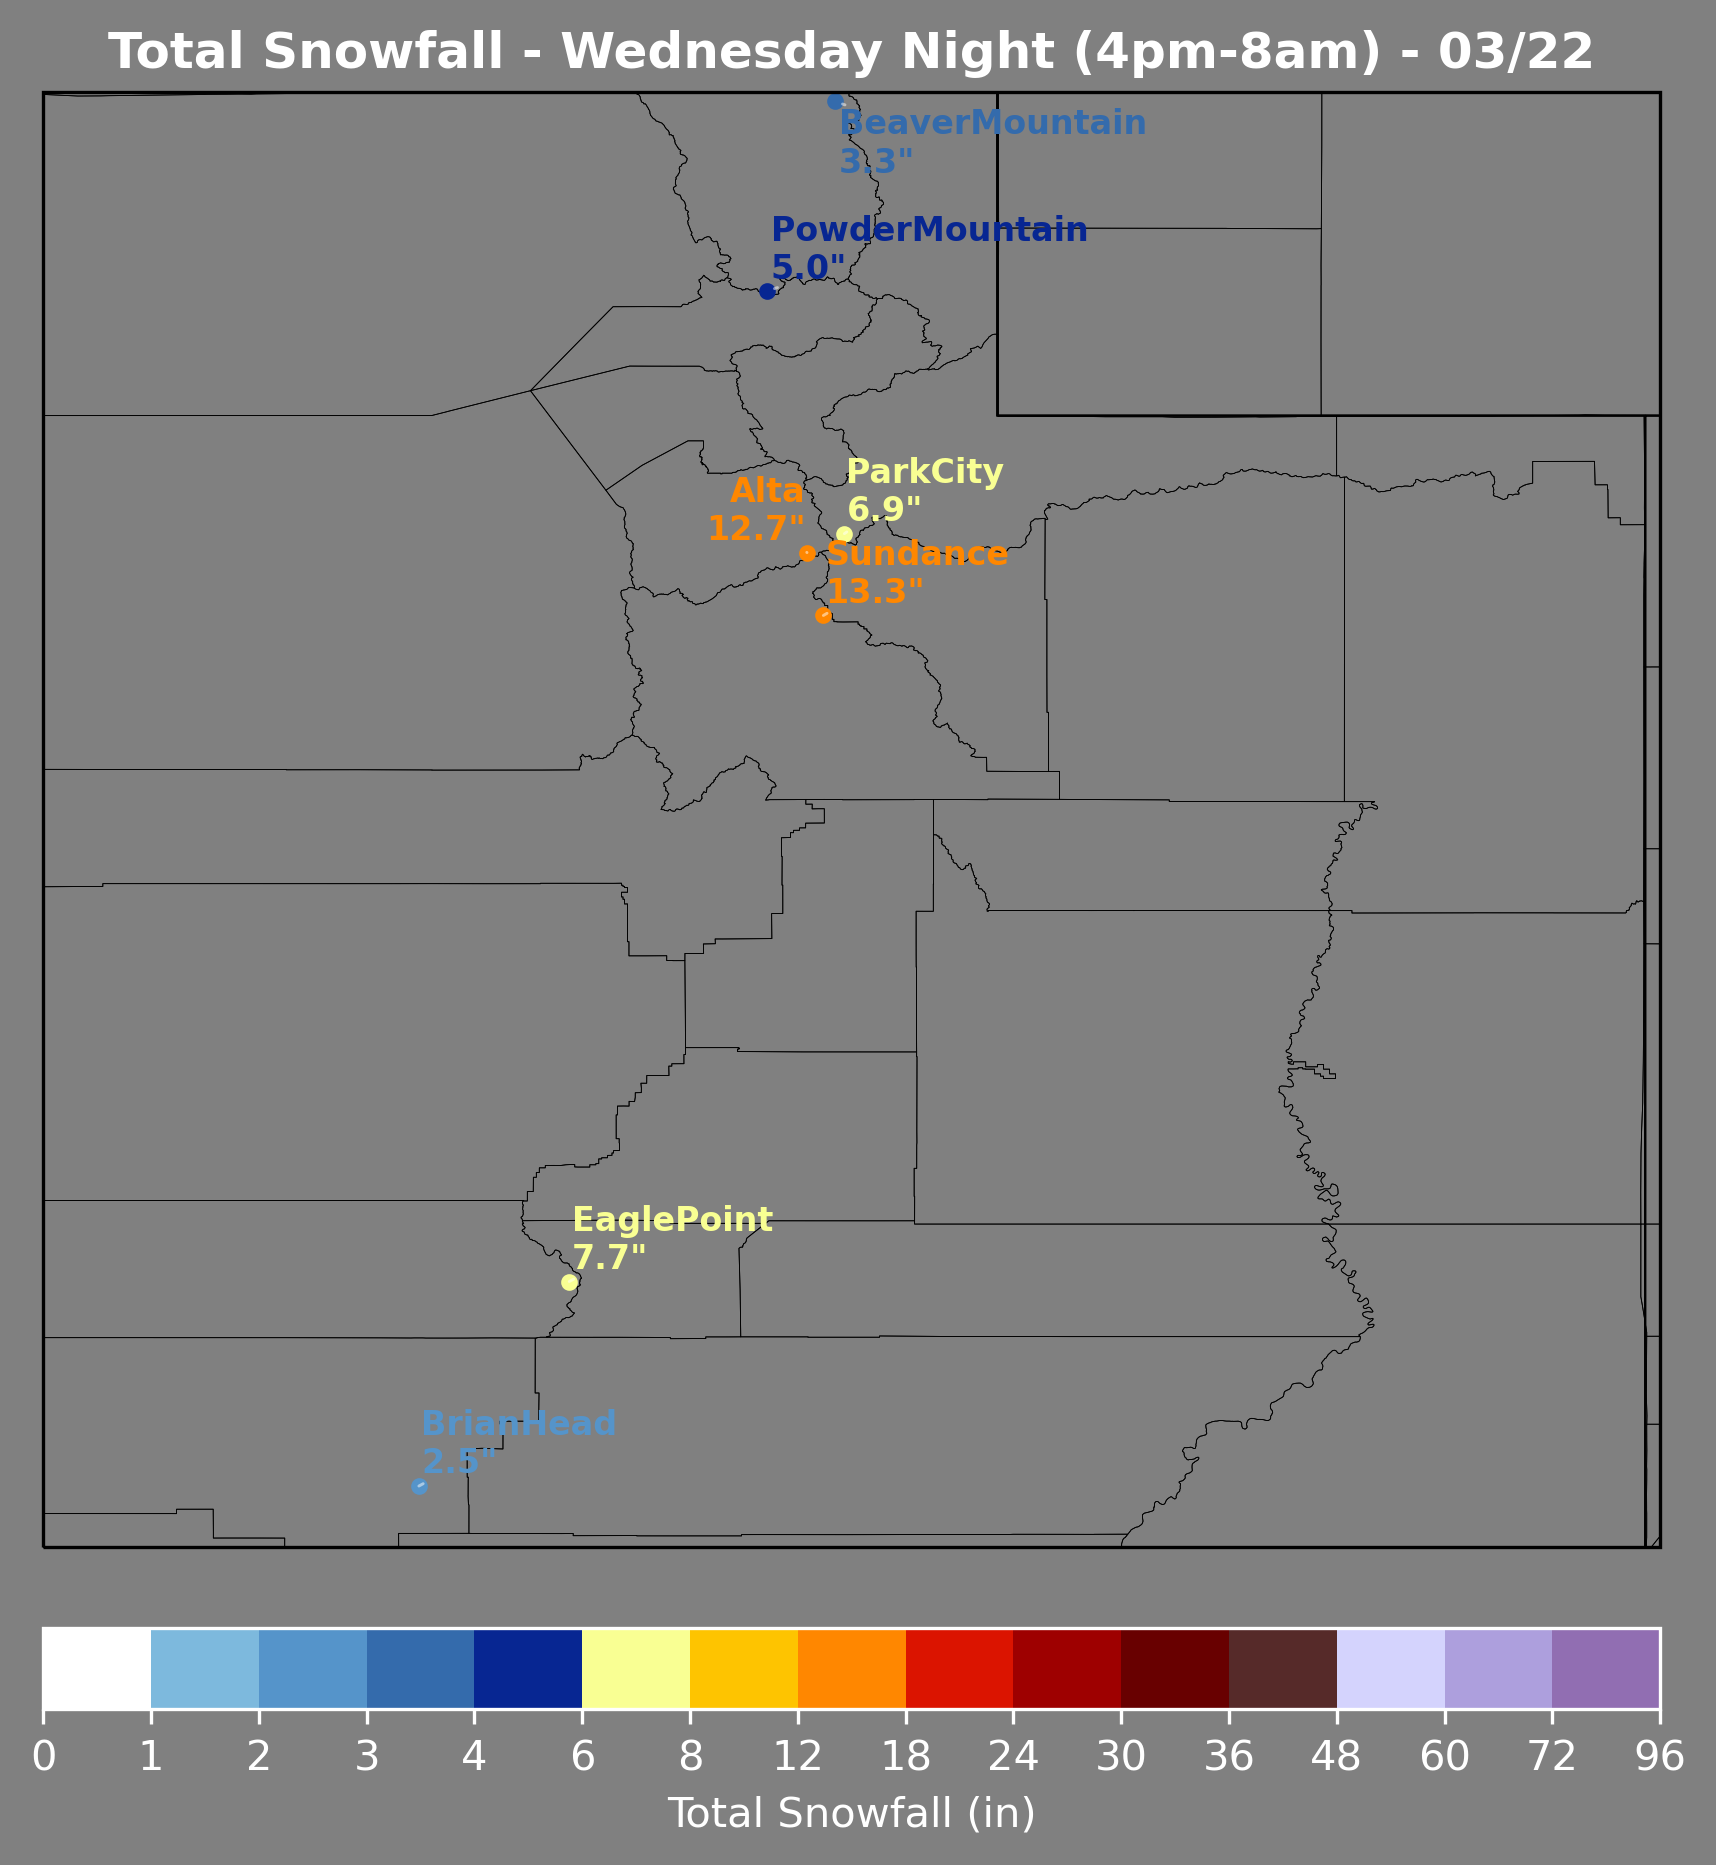 Total Snowfall - Wednesday Night (4pm-8am) - 03/22
BeaverMountain
3.3"
PowderMountain
5.0"
ParkCity
6.9"
Alta
12.7"
Sundance
13.3"
EaglePoint
7.7"
BrianHead
2.5"
0 1 2 3 4 6 8 12 18 24 30 36 48 60 72 96
Total Snowfall (in)